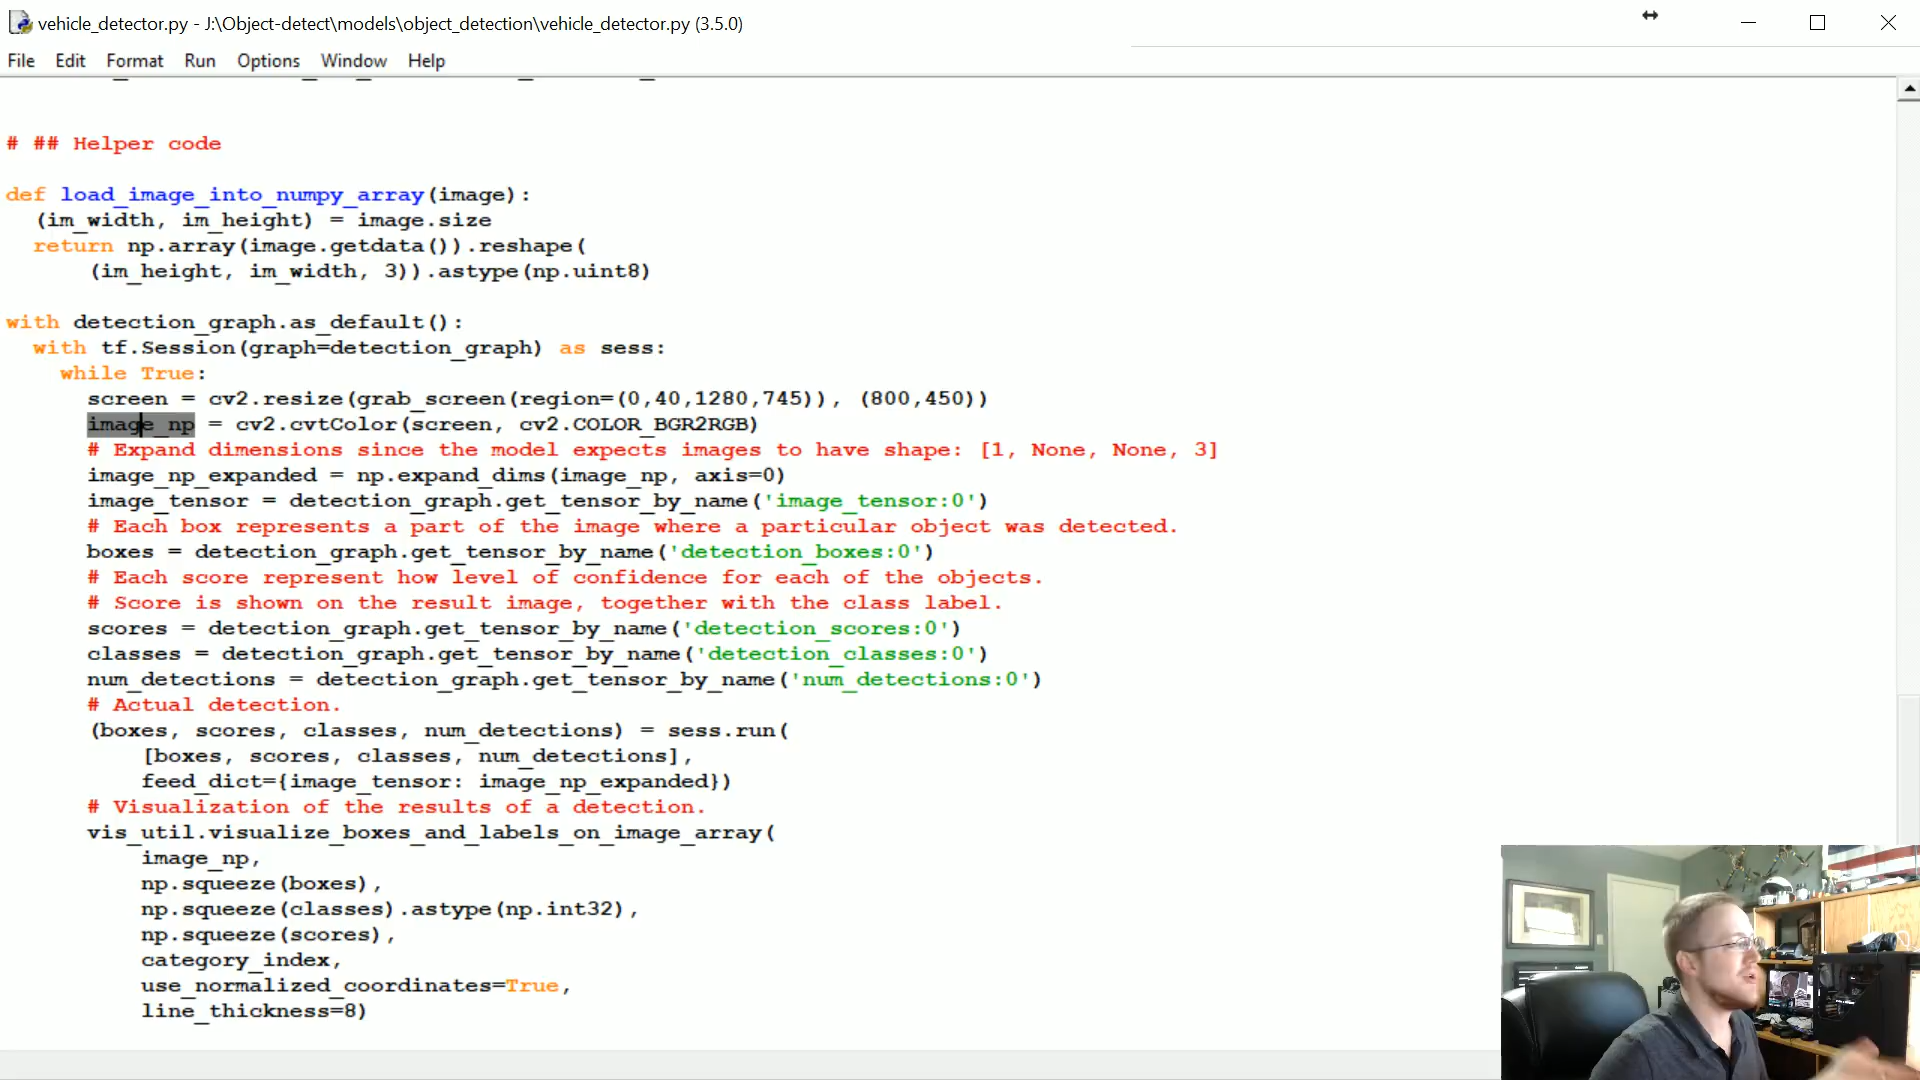 vehicle_detector.py - J:\Object-detect\models\object_detection\vehicle_detector.py (3.5.0)
File Edit Format Run Options Window Help
# ## Helper code
def load_image_into_numpy_array(image):
(im_width, im_height) = image.size
return np.array(image.getdata()).reshape(
(im_height, im_width, 3)).astype(np.uint8)
with detection_graph.as_default():
with tf.Session(graph=detection_graph) as sess:
while True:
screen = cv2.resize(grab_screen(region=(0,40,1280,745)), (800,450))
image_np = cv2.cvtColor(screen, cv2.COLOR_BGR2RGB)
# Expand dimensions since the model expects images to have shape: [1, None, None, 3]
image_np_expanded = np.expand_dims(image_np, axis=0)
image_tensor = detection_graph.get_tensor_by_name('image_tensor:0')
# Each box represents a part of the image where a particular object was detected.
boxes = detection_graph.get_tensor_by_name('detection_boxes:0')
# Each score represent how level of confidence for each of the objects.
# Score is shown on the result image, together with the class label.
scores = detection_graph.get_tensor_by_name('detection_scores:0')
classes = detection_graph.get_tensor_by_name('detection_classes:0')
num_detections = detection_graph.get_tensor_by_name('num_detections:0')
# Actual detection.
(boxes, scores, classes, num_detections) = sess.run(
[boxes, scores, classes, num_detections],
feed_dict={image_tensor: image_np_expanded})
# Visualization of the results of a detection.
vis_util.visualize_boxes_and_labels_on_image_array(
image_np,
np.squeeze(boxes),
np.squeeze(classes).astype(np.int32),
np.squeeze(scores),
category_index,
use_normalized_coordinates=True,
line_thickness=8)